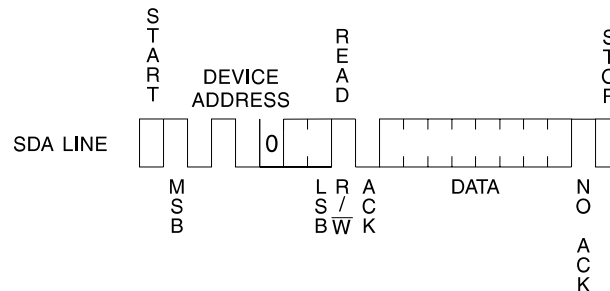 START
DEVICE
ADDRESS
READ
STOP
SDA LINE
0
MSB
LSB
R/W
ACK
DATA
NO ACK